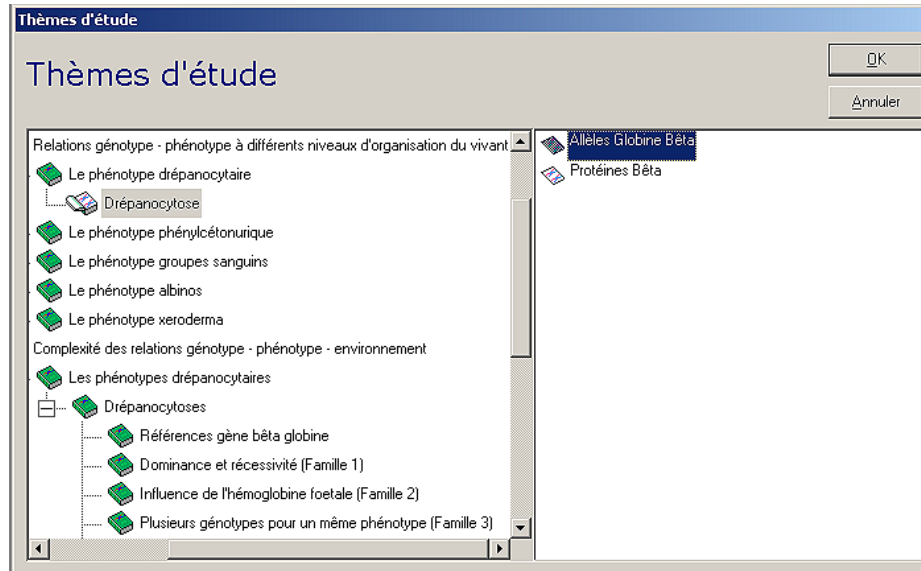 Thèmes d'étude
Thèmes d'étude
OK
Annuler
Relations génotype - phénotype à différents niveaux d'organisation du vivant
Le phénotype drépanocytaire
Drépanocytose
Le phénotype phénylcétonurique
Le phénotype groupes sanguins
Le phénotype albinos
Le phénotype xeroderma
Complexité des relations génotype - phénotype - environnement
Les phénotypes drépanocytaires
Drépanocytoses
Références gène bêta globine
Dominance et récessivité (Famille 1)
Influence de l'hémoglobine foetale (Famille 2)
Plusieurs génotypes pour un même phénotype (Famille 3)
Allèles Globine Bêta
Protéines Bêta